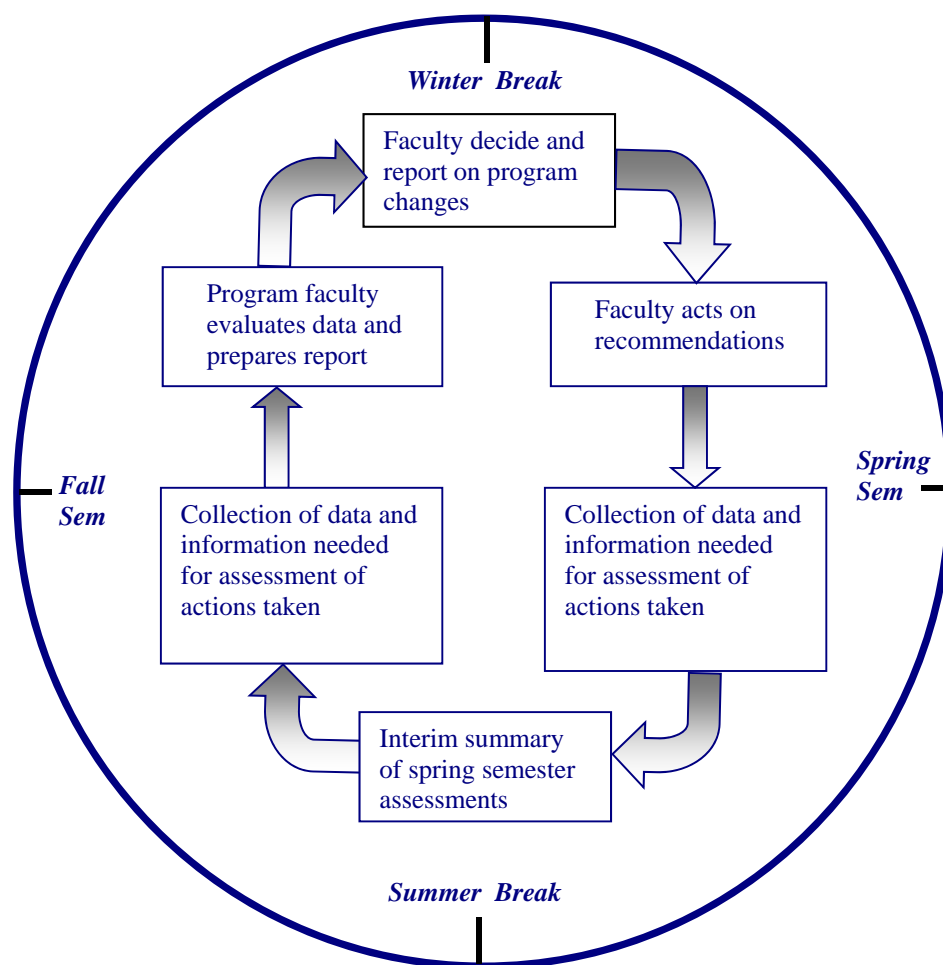 Winter Break
Faculty decide and
report on program
changes
Program faculty
evaluates data and
prepares report
Faculty acts on
recommendations
Fall
Sem
Spring
Sem
Collection of data and
information needed
for assessment of
actions taken
Collection of data and
information needed
for assessment of
actions taken
Interim summary
of spring semester
assessments
Summer Break